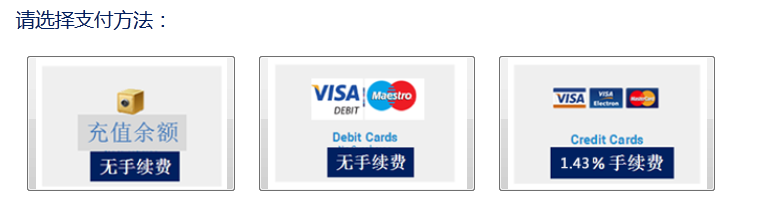 请选择支付方法：
充值余额
无手续费
VISA
DEBIT
Maestro
Debit Cards
无手续费
VISA
VISA
Electron
MasterCard
Credit Cards
1.43% 手续费